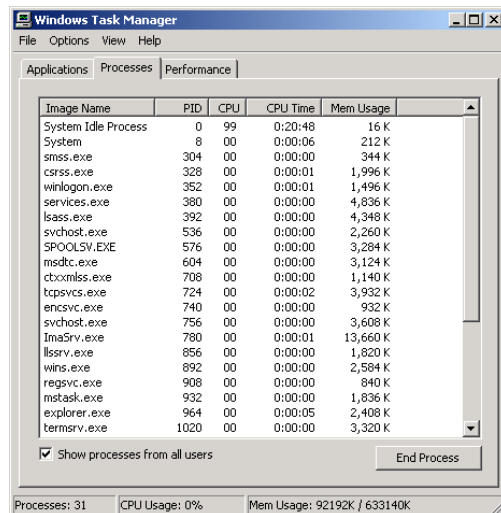 Windows Task Manager
File Options View Help
Applications Processes Performance
Image Name PID CPU CPU Time Mem Usage
System Idle Process 0 99 0:20:48 16 K
System 8 00 0:00:06 212 K
smss.exe 304 00 0:00:00 344 K
csrss.exe 328 00 0:00:01 1,996 K
winlogon.exe 352 00 0:00:01 1,496 K
services.exe 380 00 0:00:00 4,836 K
lsass.exe 392 00 0:00:00 4,348 K
svchost.exe 536 00 0:00:00 2,260 K
SPOOLSV.EXE 576 00 0:00:00 3,284 K
msdtc.exe 604 00 0:00:00 3,124 K
ctxxmlss.exe 708 00 0:00:00 1,140 K
tcpsvcs.exe 724 00 0:00:02 3,932 K
encsvc.exe 740 00 0:00:00 932 K
svchost.exe 756 00 0:00:00 3,608 K
ImaSrv.exe 780 00 0:00:01 13,660 K
llssrv.exe 856 00 0:00:00 1,820 K
wins.exe 892 00 0:00:00 2,584 K
regsvc.exe 908 00 0:00:00 840 K
mstask.exe 932 00 0:00:00 1,836 K
explorer.exe 964 00 0:00:05 2,408 K
termsrv.exe 1020 00 0:00:00 3,320 K
Show processes from all users
End Process
Processes: 31 CPU Usage: 0% Mem Usage: 92192K / 633140K